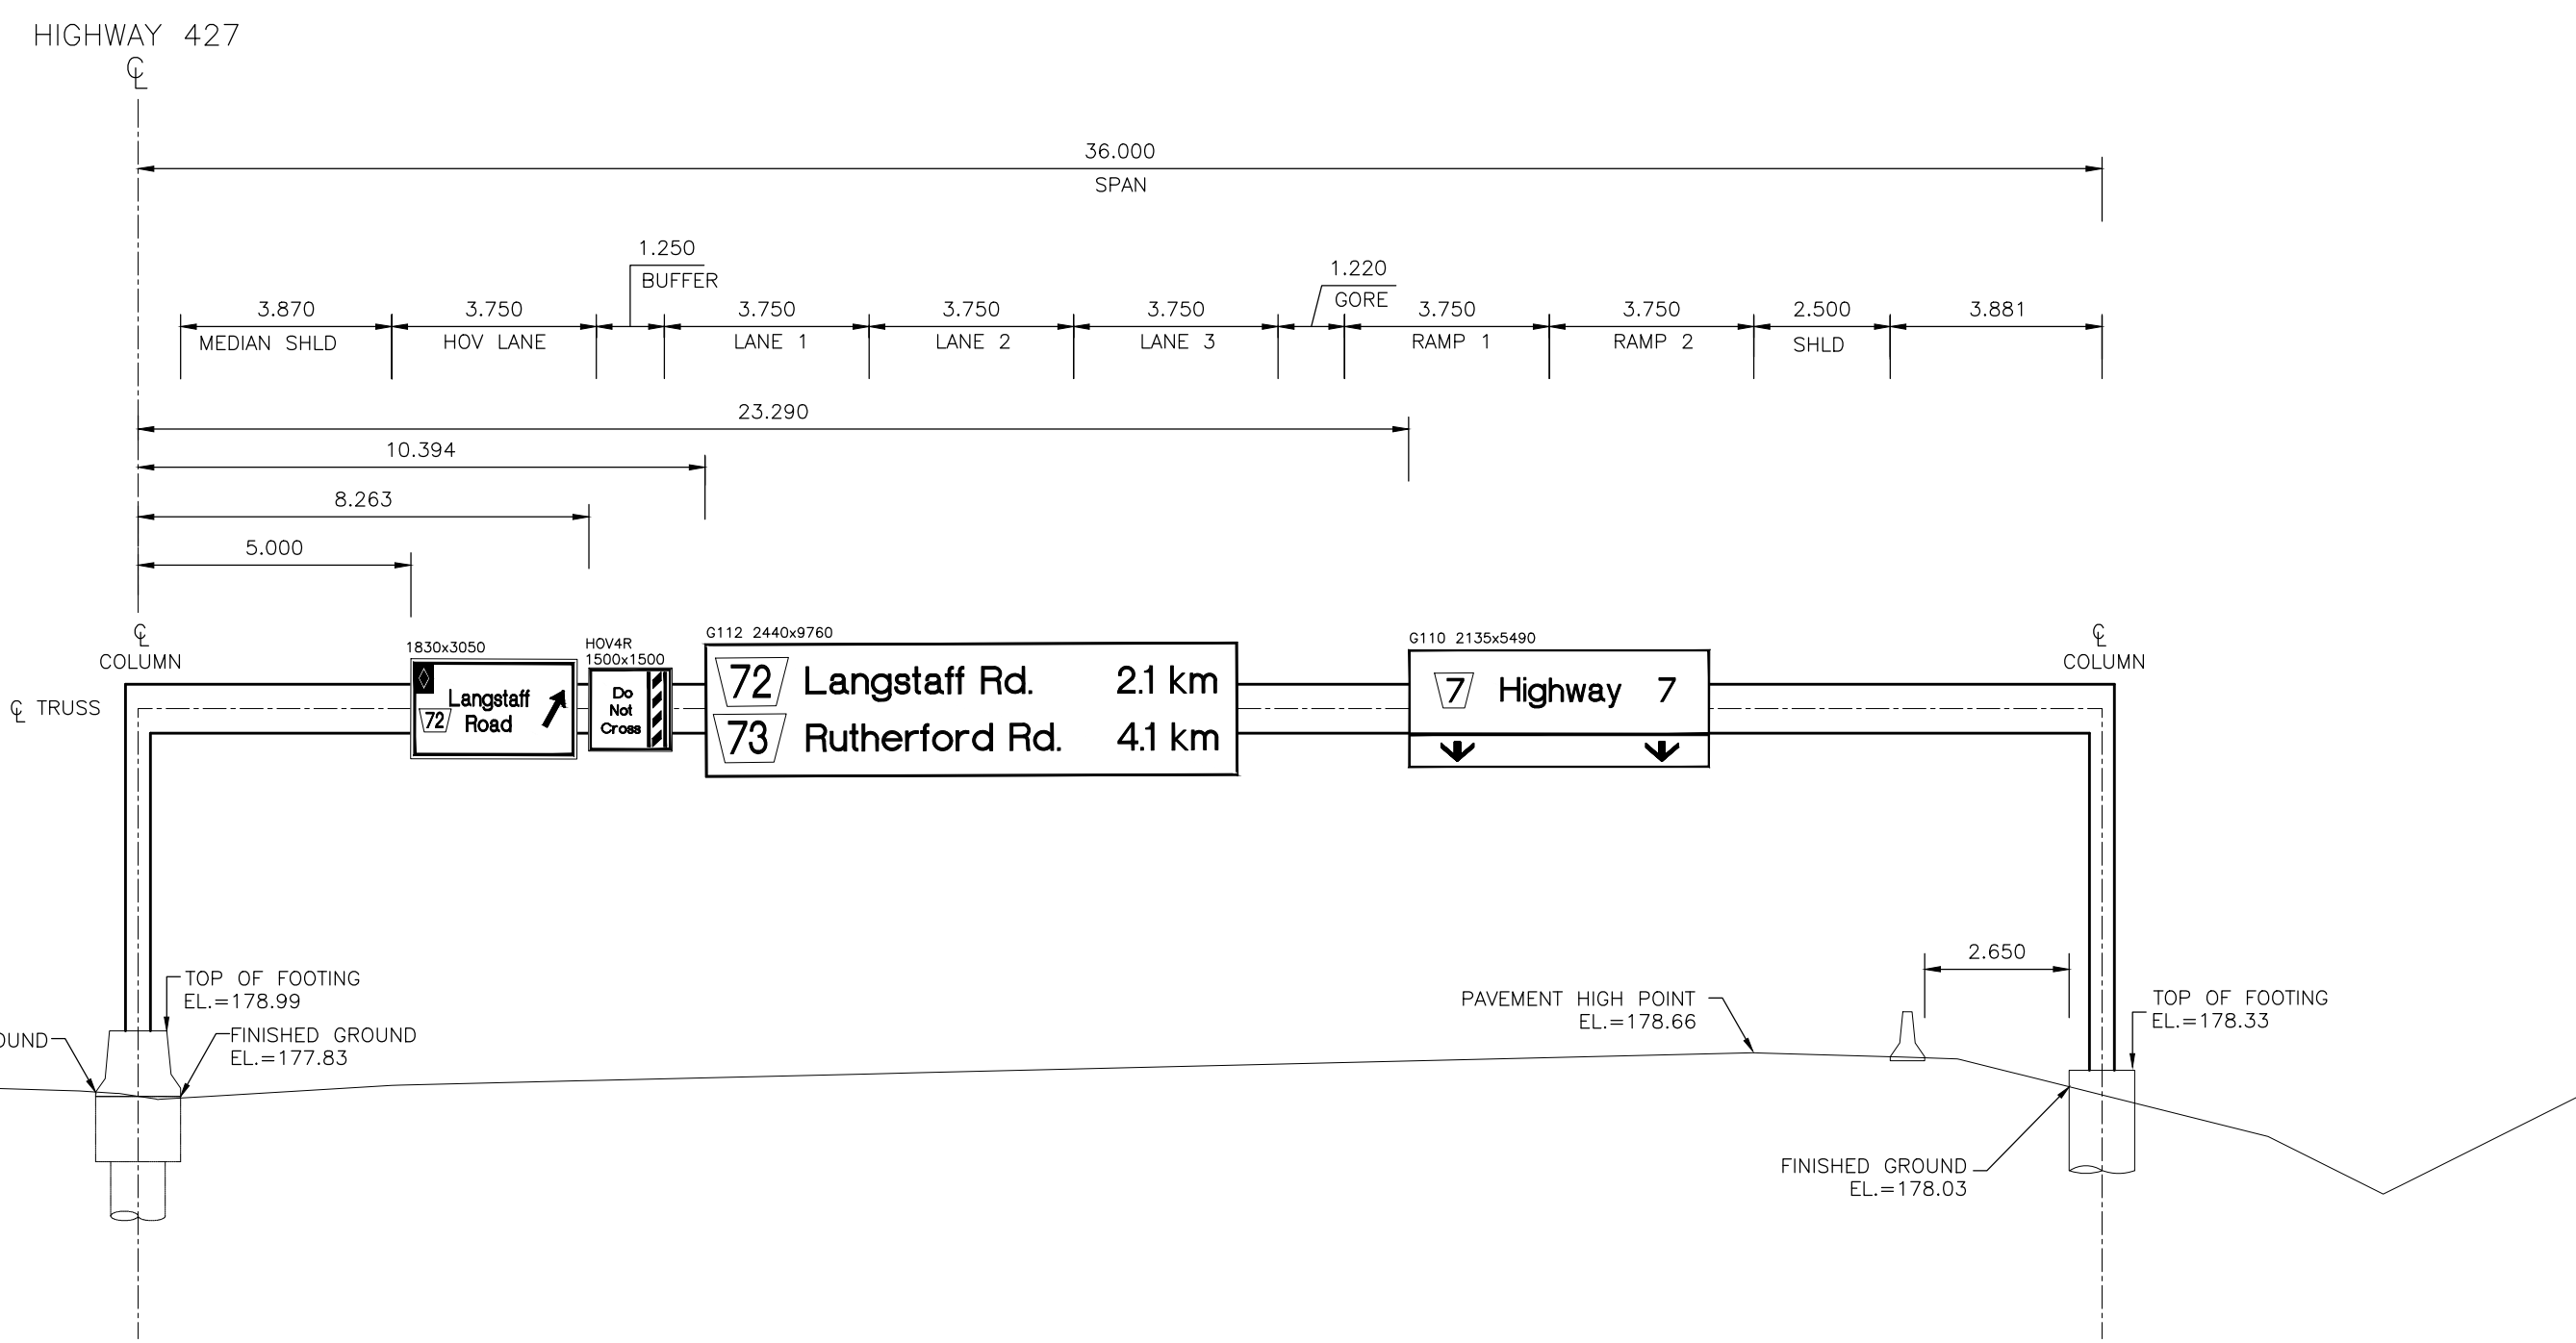 HIGHWAY 427
℄
36.000
SPAN
1.250
BUFFER
1.220
GORE
3.870
MEDIAN SHLD
3.750
HOV LANE
3.750
LANE 1
3.750
LANE 2
3.750
LANE 3
3.750
RAMP 1
3.750
RAMP 2
2.500
SHLD
3.881
23.290
10.394
8.263
5.000
℄
COLUMN
℄
COLUMN
℄ TRUSS
1830x3050
72
Langstaff
Road
HOV4R
1500x1500
Do
Not
Cross
G112 2440x9760
72 Langstaff Rd. 2.1 km
73 Rutherford Rd. 4.1 km
G110 2135x5490
7 Highway 7
2.650
TOP OF FOOTING
EL.=178.99
FINISHED GROUND
EL.=177.83
PAVEMENT HIGH POINT
EL.=178.66
TOP OF FOOTING
EL.=178.33
FINISHED GROUND
EL.=178.03